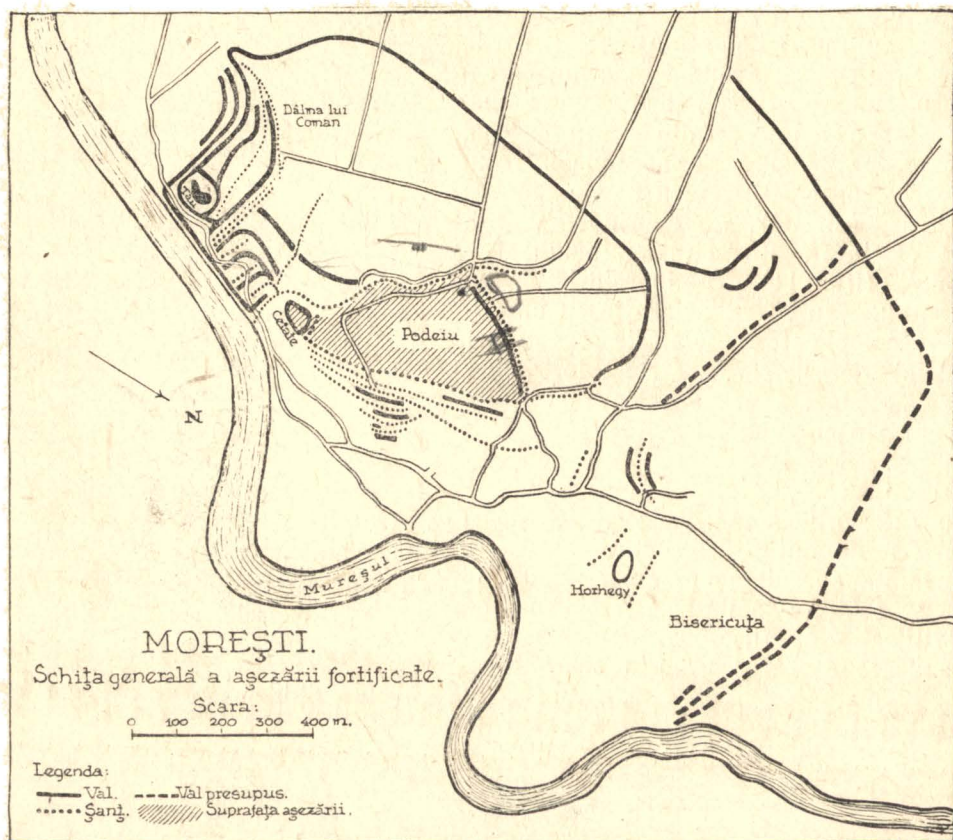 Dâlma lui
Coman
Cetate
Podeiu
N
Mureşul
Horhegy
Bisericuţa
MOREŞTI.
Schiţa generală a aşezării fortificate.
Scara:
0 100 200 300 400 m.
Legenda:
Val. Val presupus.
Şanţ. Suprafaţa aşezării.